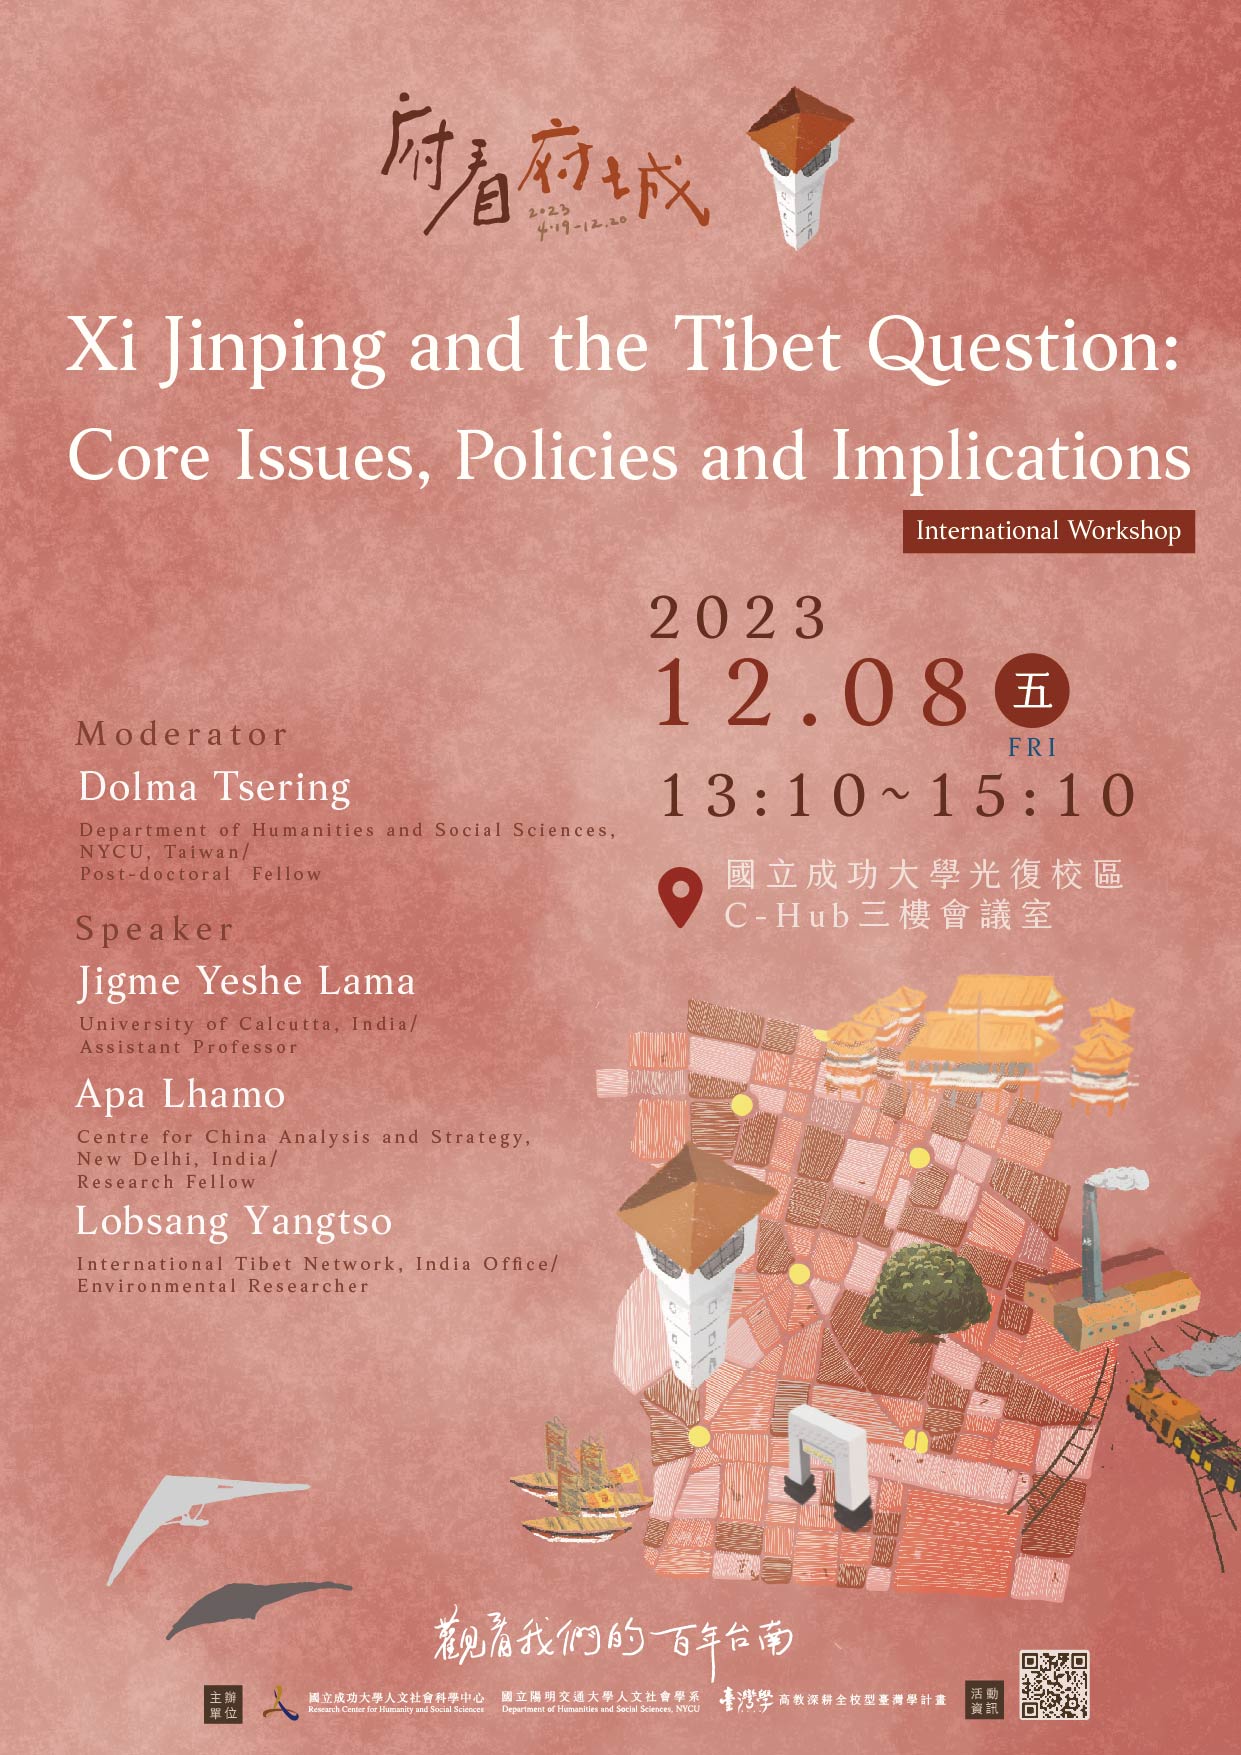 府看府城
2023
4.19-12.20
Xi Jinping and the Tibet Question:
Core Issues, Policies and Implications
International Workshop
2023
12.08 五
FRI
13:10~15:10
國立成功大學光復校區
C-Hub三樓會議室
Moderator
Dolma Tsering
Department of Humanities and Social Sciences,
NYCU, Taiwan/
Post-doctoral Fellow
Speaker
Jigme Yeshe Lama
University of Calcutta, India/
Assistant Professor
Apa Lhamo
Centre for China Analysis and Strategy,
New Delhi, India/
Research Fellow
Lobsang Yangtso
International Tibet Network, India Office/
Environmental Researcher
觀看我們的一百年台南
主辦
單位
國立成功大學人文社會科學中心
Research Center for Humanity and Social Sciences
國立陽明交通大學人文社會學系
Department of Humanities and Social Sciences, NYCU
臺灣學 高教深耕全校型臺灣學計畫
活動
資訊